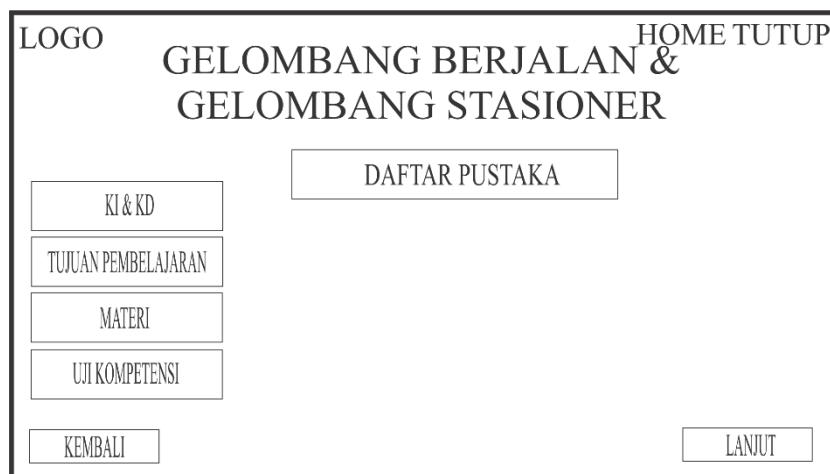 LOGO
HOME TUTUP
GELOMBANG BERJALAN &
GELOMBANG STASIONER
DAFTAR PUSTAKA
KI & KD
TUJUAN PEMBELAJARAN
MATERI
UJI KOMPETENSI
KEMBALI
LANJUT